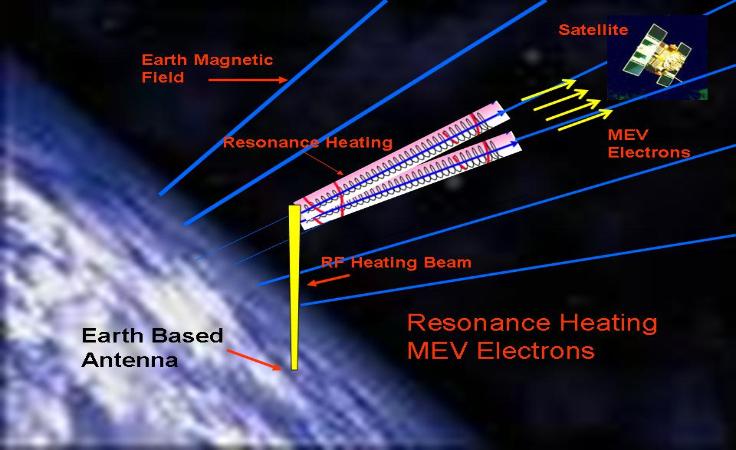 Satellite
Earth Magnetic
Field
Resonance Heating
MEV
Electrons
RF Heating Beam
Resonance Heating
MEV Electrons
Earth Based
Antenna